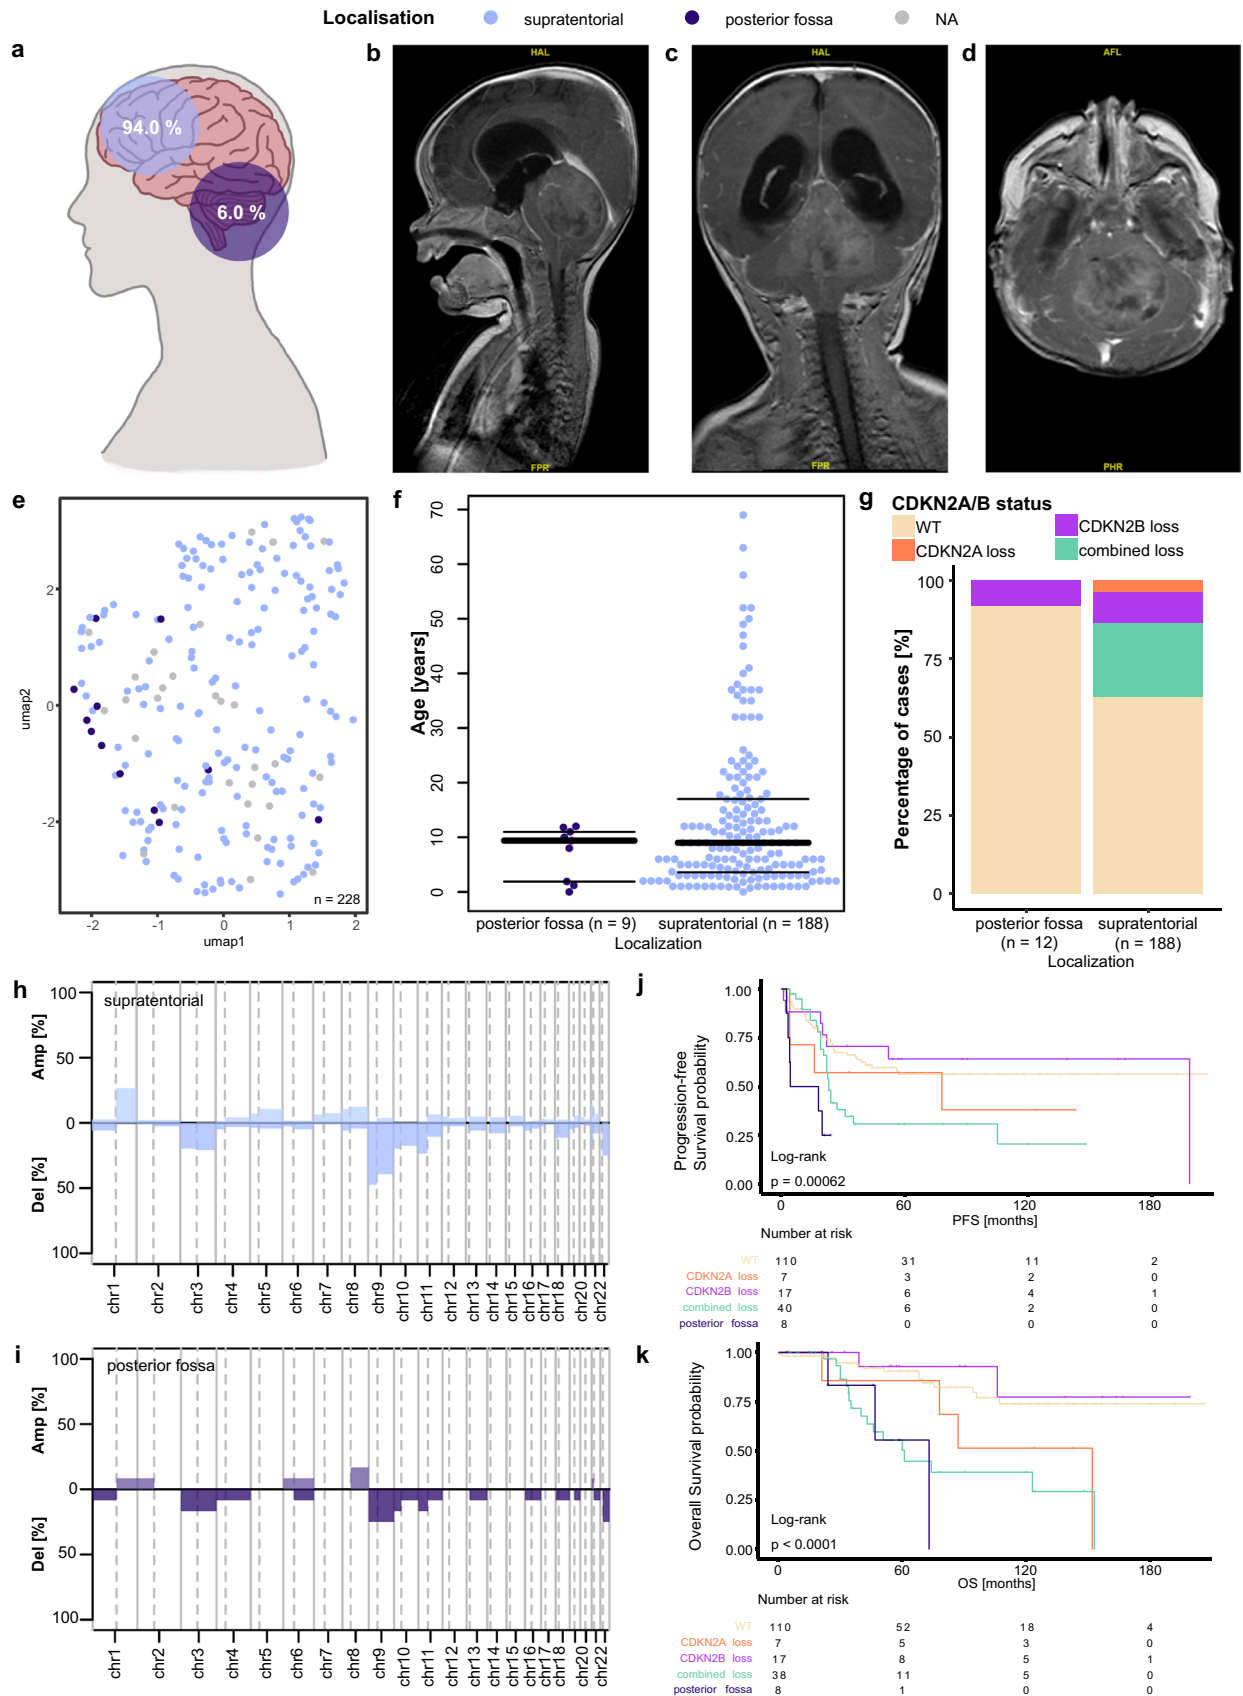 Localisation supratentorial posterior fossa NA
a
94.0 %
6.0 %
b
HAL
FPR
c
HAL
FPR
d
AFL
PHR
e
umap2
2
0
-2
-2 -1 0 1 2
umap1
n = 228
f
Age [years]
70
60
50
40
30
20
10
0
posterior fossa (n = 9) supratentorial (n = 188)
Localization
g
CDKN2A/B status
WT
CDKN2A loss
CDKN2B loss
combined loss
Percentage of cases [%]
100
75
50
25
0
posterior fossa
(n = 12)
supratentorial
(n = 188)
Localization
h
supratentorial
Amp [%]
Del [%]
100
50
0
50
100
chr1 chr2 chr3 chr4 chr5 chr6 chr7 chr8 chr9 chr10 chr11 chr12 chr13 chr14 chr15 chr16 chr17 chr18 chr20 chr22
i
posterior fossa
Amp [%]
Del [%]
100
50
0
50
100
chr1 chr2 chr3 chr4 chr5 chr6 chr7 chr8 chr9 chr10 chr11 chr12 chr13 chr14 chr15 chr16 chr17 chr18 chr20 chr22
j
Progression-free
Survival probability
1.00
0.75
0.50
0.25
0.00
Log-rank
p = 0.00062
0 60 120 180
PFS [months]
Number at risk
WT 110 31 11 2
CDKN2A loss 7 3 2 0
CDKN2B loss 17 6 4 1
combined loss 40 6 2 0
posterior fossa 8 0 0 0
k
Overall Survival probability
1.00
0.75
0.50
0.25
0.00
Log-rank
p < 0.0001
0 60 120 180
OS [months]
Number at risk
WT 110 52 18 4
CDKN2A loss 7 5 3 0
CDKN2B loss 17 8 5 1
combined loss 38 11 5 0
posterior fossa 8 1 0 0